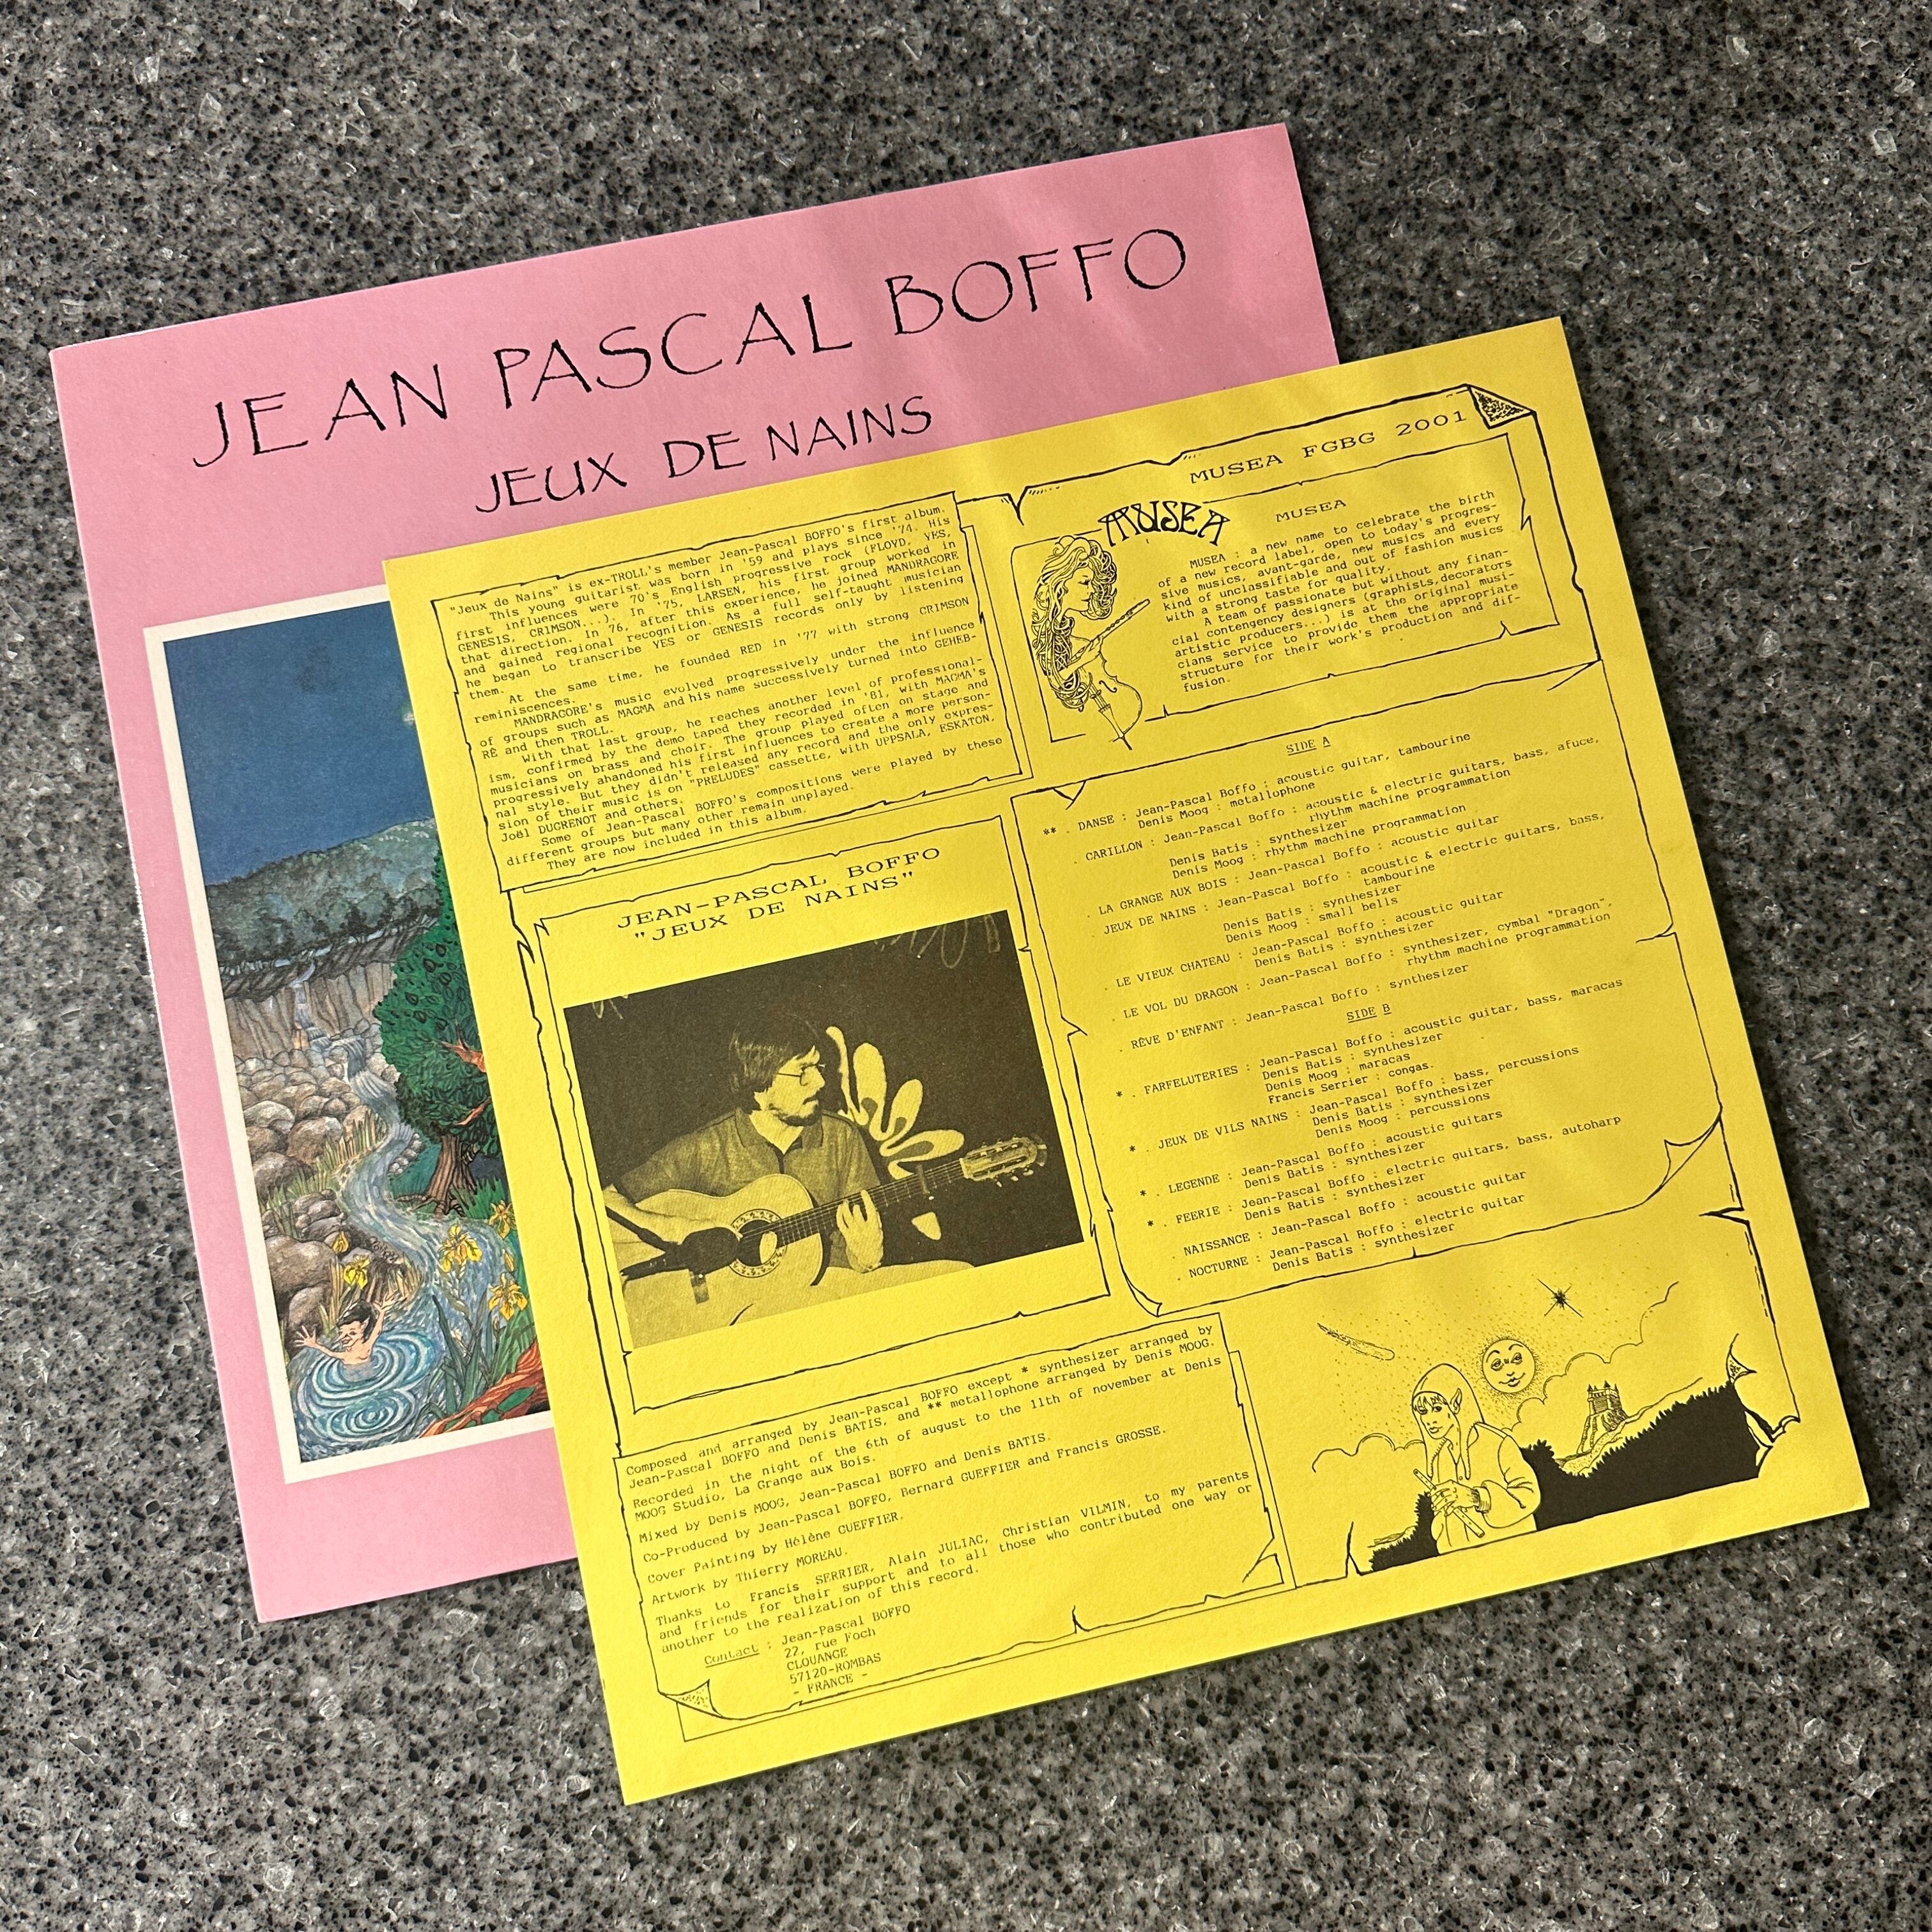 JEAN PASCAL BOFFO
JEUX DE NAINS
"Jeux de Nains" is ex-TROLL's member Jean-Pascal BOFFO's first album.
This young guitarist was born in '59 and plays since '74. His
first influences were 70's English progressive rock (FLOYD, YES,
GENESIS, CRIMSON...). In '75, LARSEN, his first group worked in
that direction. In 76, after this experience, he joined MANDRAGORE
and gained regional recognition. As a full self-taught musician
he began to transcribe YES or GENESIS records only by listening
them.
At the same time, he founded RED in '77 with strong CRIMSON
reminiscences.
MANDRAGORE's music evolved progressively under the influence
of groups such as MAGMA and his name successively turned into GEHEB-
RÊ and then TROLL.
With that last group, he reaches another level of professional-
ism, confirmed by the demo taped they recorded in '81, with MAGMA's
musicians on brass and choir. The group played often on stage and
progressively abandoned his first influences to create a more person-
nal style. But they didn't released any record and the only expres-
sion of their music is on "PRELUDES" cassette, with UPPSALA, ESKATON,
Joël DUGRENOT and others.
Some of Jean-Pascal BOFFO's compositions were played by these
different groups but many other remain unplayed.
They are now included in this album.
MUSEA FGBG 2001
MUSEA
MUSEA
MUSEA : a new name to celebrate the birth
of a new record label, open to today's progres-
sive musics, avant-garde, new musics and every
kind of unclassifiable and out of fashion musics
with a strong taste for quality.
A team of passionate but without any finan-
cial contengency designers (graphists,decorators
artistic producers...) is at the original musi-
cians service to provide them the appropriate
structure for their work's production and dif-
fusion.
JEAN-PASCAL BOFFO
"JEUX DE NAINS"
SIDE A
** . DANSE : Jean-Pascal Boffo : acoustic guitar, tambourine
Denis Moog : metallophone
. CARILLON : Jean-Pascal Boffo : acoustic & electric guitars, bass, afuce,
rhythm machine programmation
Denis Batis : synthesizer
Denis Moog : rhythm machine programmation
. LA GRANGE AUX BOIS : Jean-Pascal Boffo : acoustic guitar
. JEUX DE NAINS : Jean-Pascal Boffo : acoustic & electric guitars, bass,
tambourine
Denis Batis : synthesizer
Denis Moog : small bells
. LE VIEUX CHATEAU : Jean-Pascal Boffo : acoustic guitar
Denis Batis : synthesizer
. LE VOL DU DRAGON : Jean-Pascal Boffo : synthesizer, cymbal "Dragon",
rhythm machine programmation
. RÊVE D'ENFANT : Jean-Pascal Boffo : synthesizer
SIDE B
* . FARFELUTERIES : Jean-Pascal Boffo : acoustic guitar, bass, maracas
Denis Batis : synthesizer
Denis Moog : maracas
Francis Serrier : congas.
* . JEUX DE VILS NAINS : Jean-Pascal Boffo : bass, percussions
Denis Batis : synthesizer
Denis Moog : percussions
* . LEGENDE : Jean-Pascal Boffo : acoustic guitars
Denis Batis : synthesizer
* . FEERIE : Jean-Pascal Boffo : electric guitars, bass, autoharp
Denis Batis : synthesizer
. NAISSANCE : Jean-Pascal Boffo : acoustic guitar
. NOCTURNE : Jean-Pascal Boffo : electric guitar
Denis Batis : synthesizer
Composed and arranged by Jean-Pascal BOFFO except * synthesizer arranged by
Jean-Pascal BOFFO and Denis BATIS, and ** metallophone arranged by Denis MOOG.
Recorded in the night of the 6th of august to the 11th of november at Denis
MOOG Studio, La Grange aux Bois.
Mixed by Denis MOOG, Jean-Pascal BOFFO and Denis BATIS.
Co-Produced by Jean-Pascal BOFFO, Bernard GUEFFIER and Francis GROSSE.
Cover Painting by Hélène GUEFFIER.
Artwork by Thierry MOREAU.
Thanks to Francis SERRIER, Alain JULIAC, Christian VILMIN, to my parents
and friends for their support and to all those who contributed one way or
another to the realization of this record.
Contact : Jean-Pascal BOFFO
22, rue Foch
CLOUANGE
57120-ROMBAS
- FRANCE -